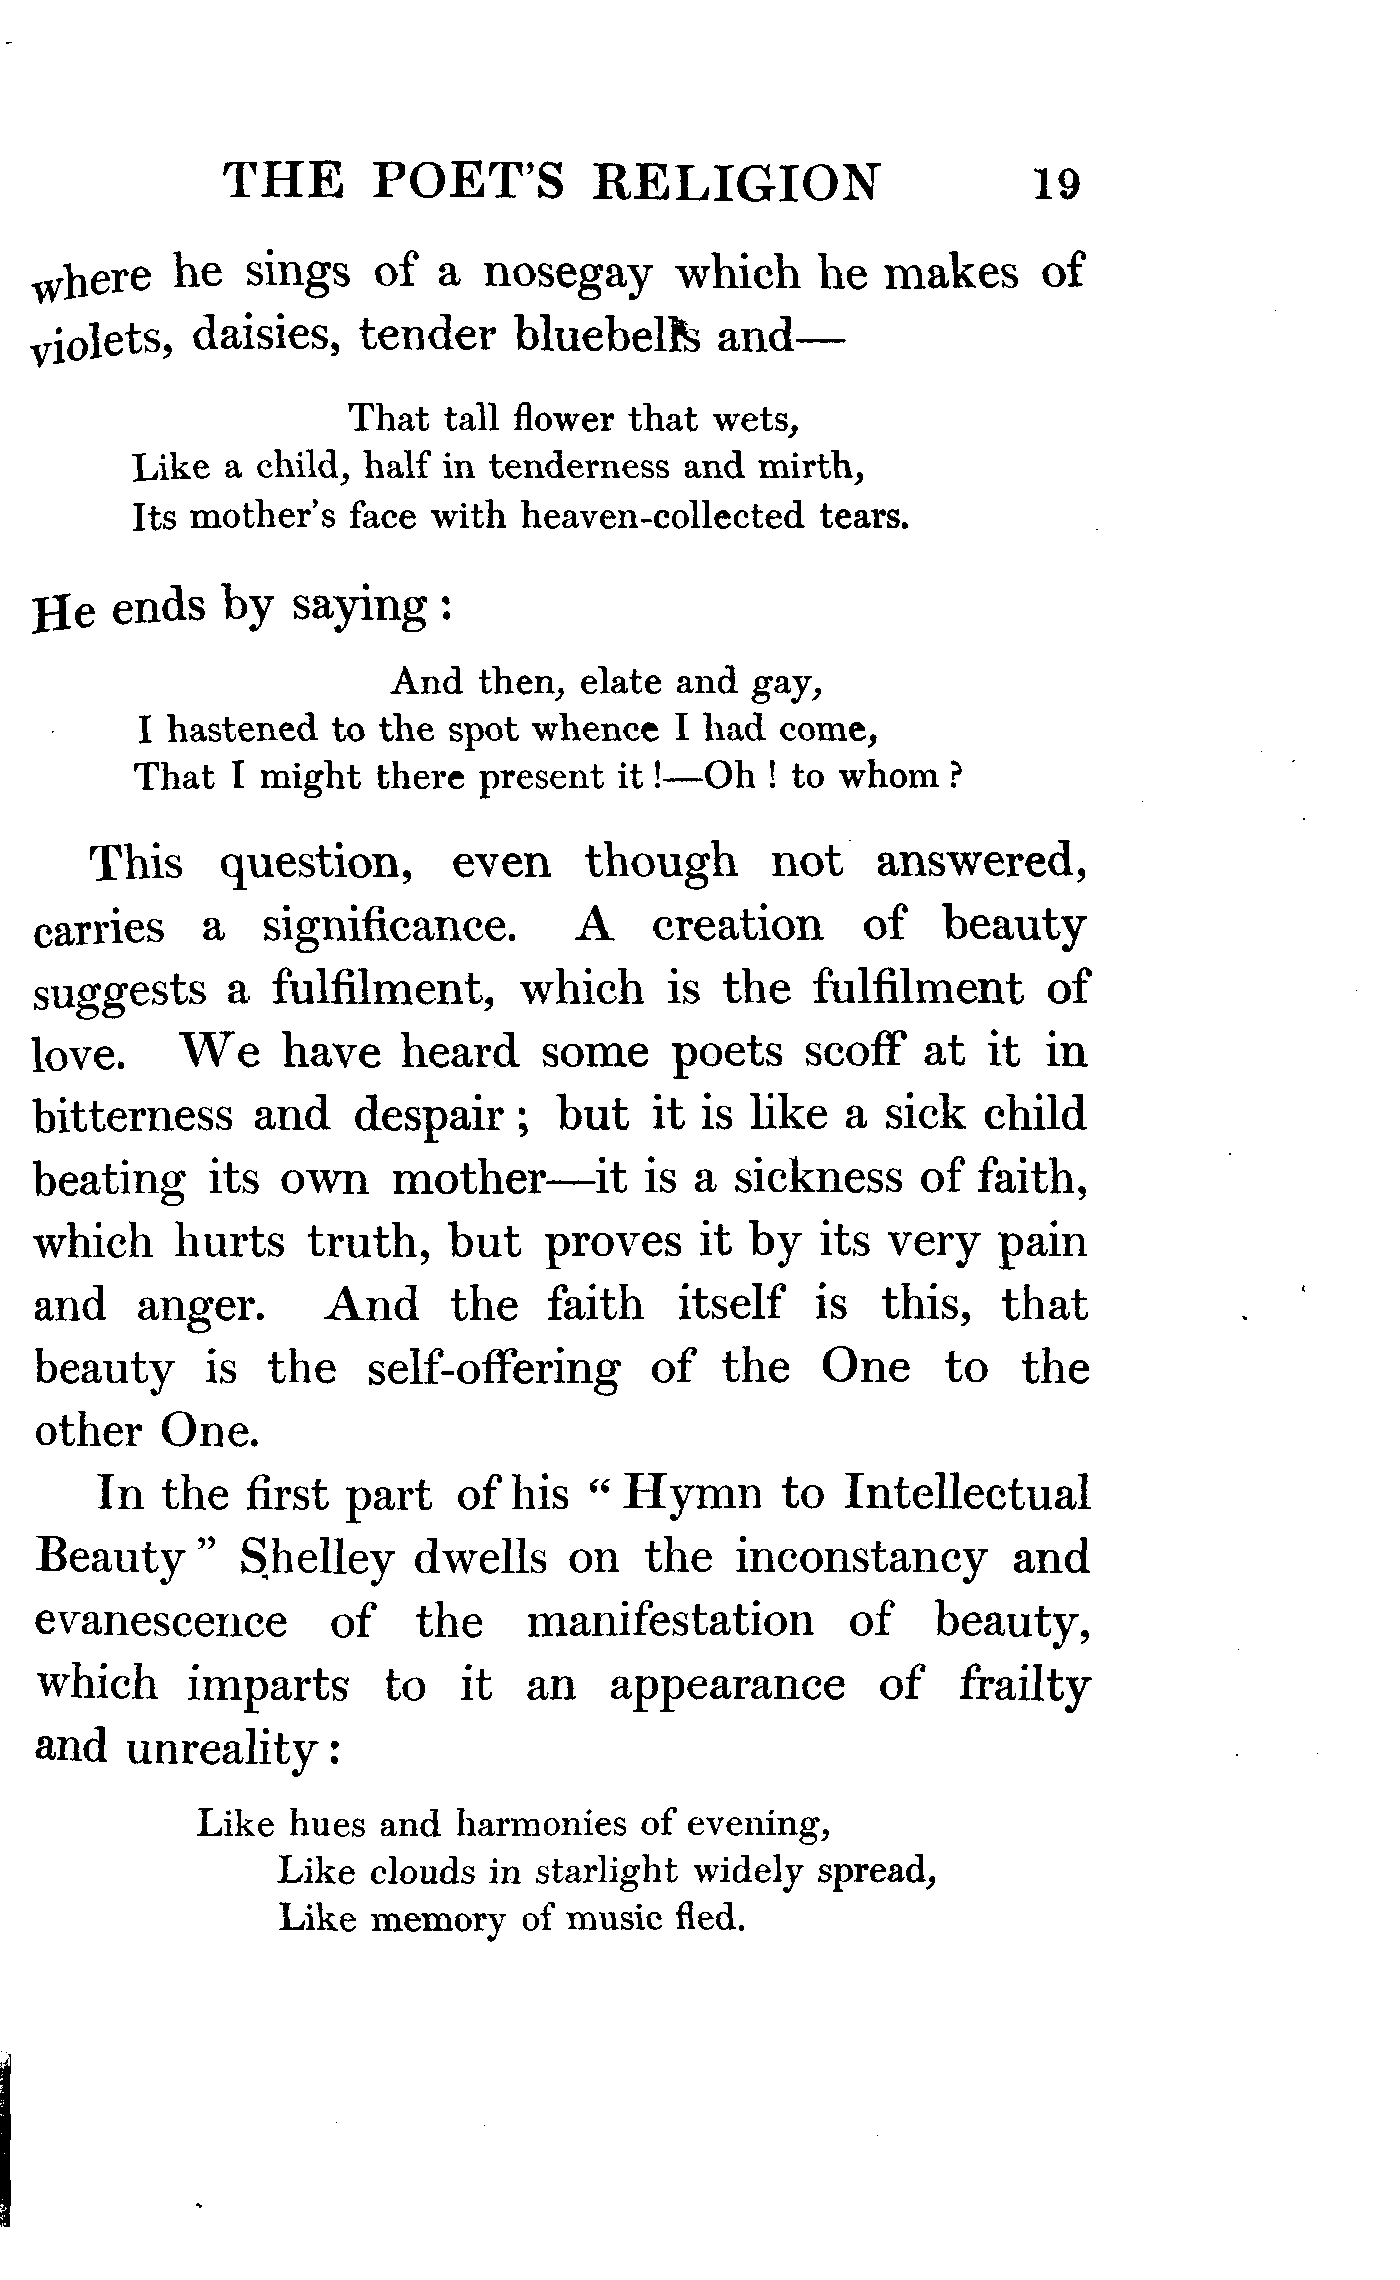 THE POET'S RELIGION 19
where he sings of a nosegay which he makes of
violets, daisies, tender bluebells and—
That tall flower that wets,
Like a child, half in tenderness and mirth,
Its mother's face with heaven-collected tears.
He ends by saying :
And then, elate and gay,
I hastened to the spot whence I had come,
That I might there present it !—Oh ! to whom ?
This question, even though not answered,
carries a significance. A creation of beauty
suggests a fulfilment, which is the fulfilment of
love. We have heard some poets scoff at it in
bitterness and despair ; but it is like a sick child
beating its own mother—it is a sickness of faith,
which hurts truth, but proves it by its very pain
and anger. And the faith itself is this, that
beauty is the self-offering of the One to the
other One.
In the first part of his “ Hymn to Intellectual
Beauty ” Shelley dwells on the inconstancy and
evanescence of the manifestation of beauty,
which imparts to it an appearance of frailty
and unreality :
Like hues and harmonies of evening,
Like clouds in starlight widely spread,
Like memory of music fled.